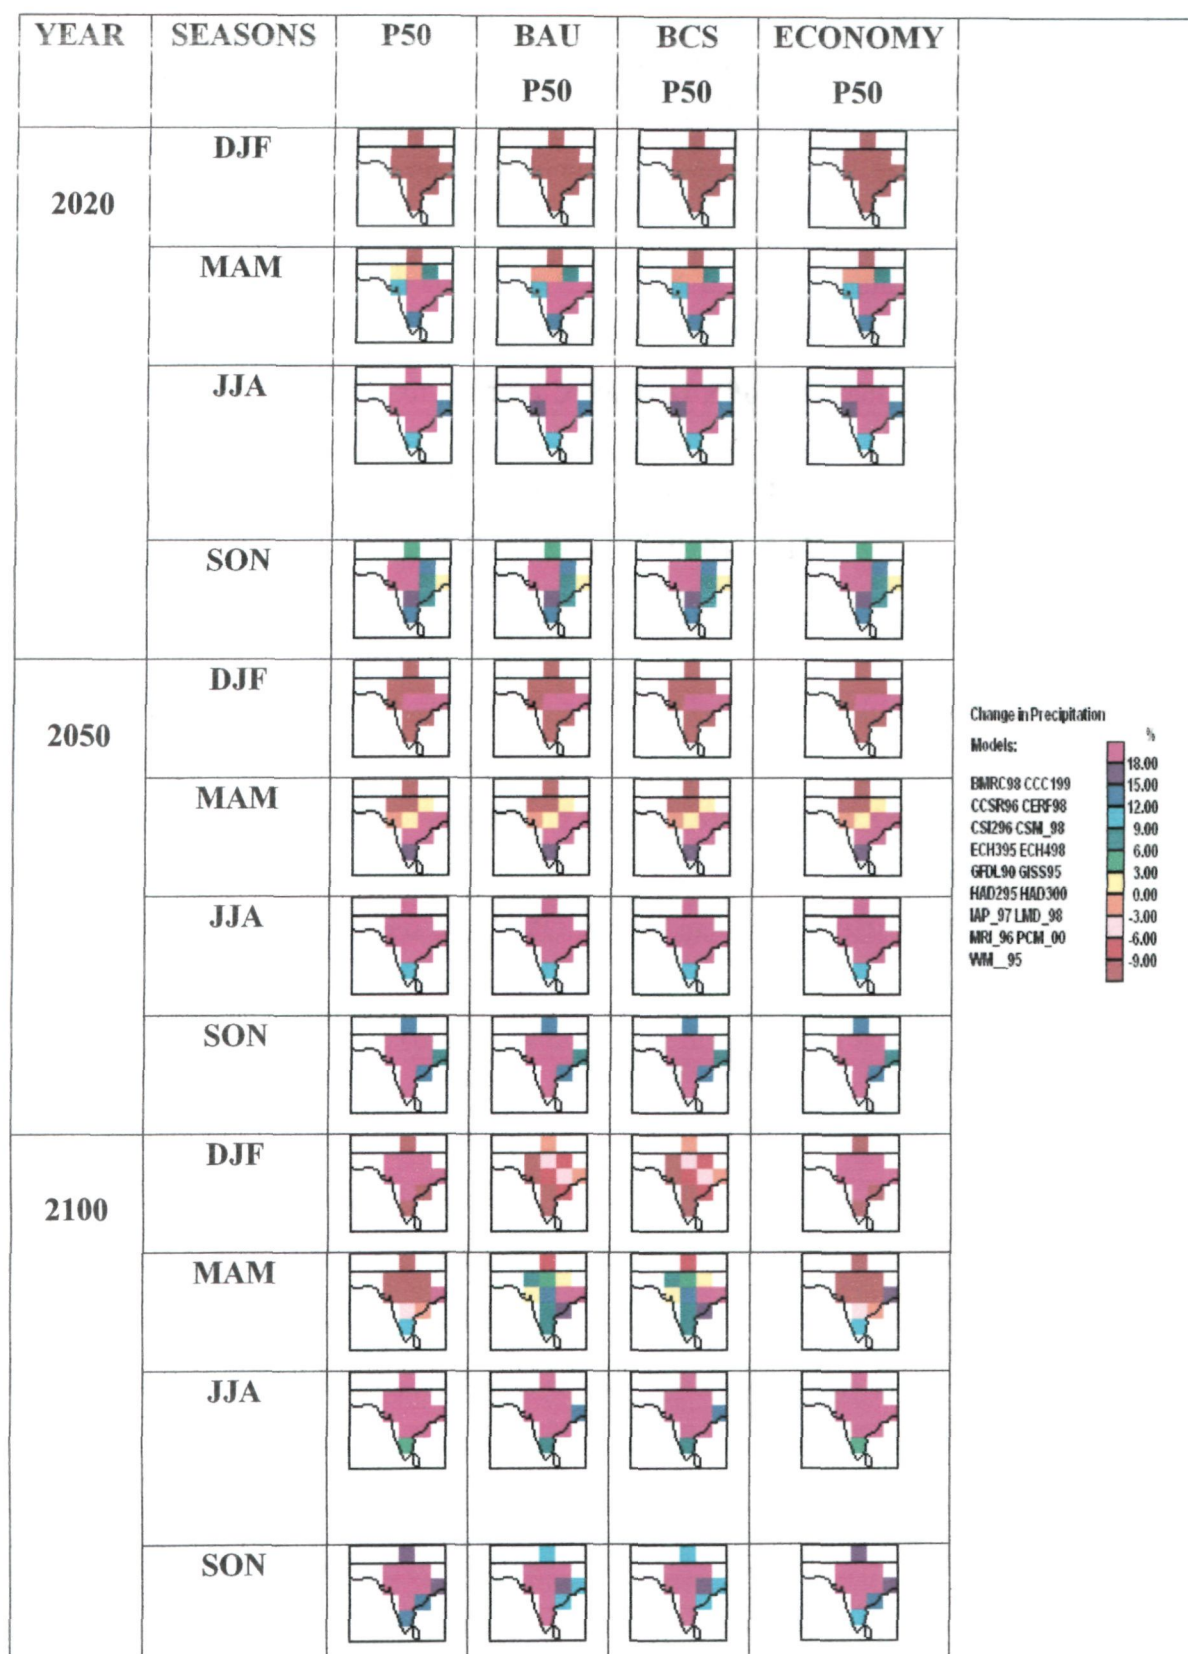 YEAR SEASONS P50 BAU BCS ECONOMY
P50 P50 P50
DJF
2020
MAM
JJA
SON
DJF
2050
MAM
JJA
SON
DJF
2100
MAM
JJA
SON
Change in Precipitation
%
Models:
18.00
BMRC98 CCC199
15.00
CCSR96 CERF98
12.00
CSI296 CSM_98
9.00
ECH395 ECH498
6.00
GFDL90 GISS95
3.00
HAD295 HAD300
0.00
IAP_97 LMD_98
-3.00
MRI_96 PCM_00
-6.00
WM__95
-9.00